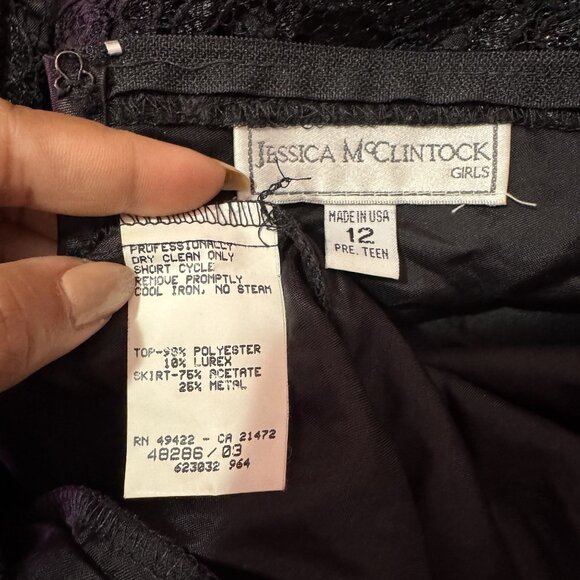 JESSICA McCLINTOCK
GIRLS
MADE IN USA
12
PRE. TEEN
PROFESSIONALLY
DRY CLEAN ONLY
SHORT CYCLE
REMOVE PROMPTLY
COOL IRON, NO STEAM
TOP-90% POLYESTER
10% LUREX
SKIRT-75% ACETATE
25% METAL
RN 49422 - CA 21472
48286/03
623032 964